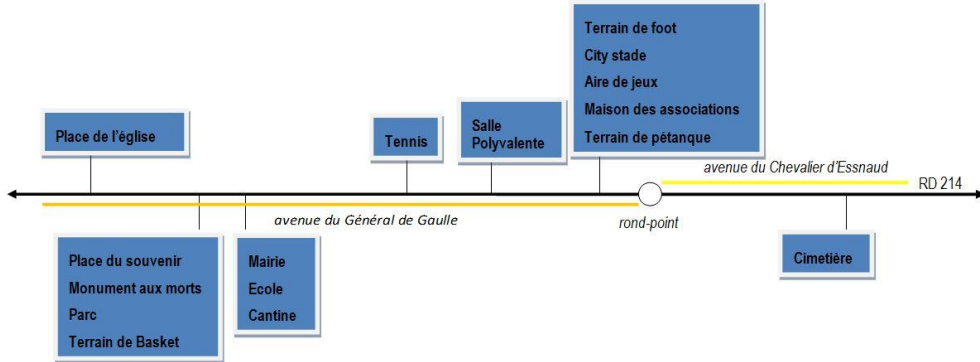 Terrain de foot
City stade
Aire de jeux
Maison des associations
Terrain de pétanque
Place de l'église
Tennis
Salle
Polyvalente
avenue du Chevalier d'Essnaud
RD 214
avenue du Général de Gaulle
rond-point
Place du souvenir
Monument aux morts
Parc
Terrain de Basket
Mairie
Ecole
Cantine
Cimetière